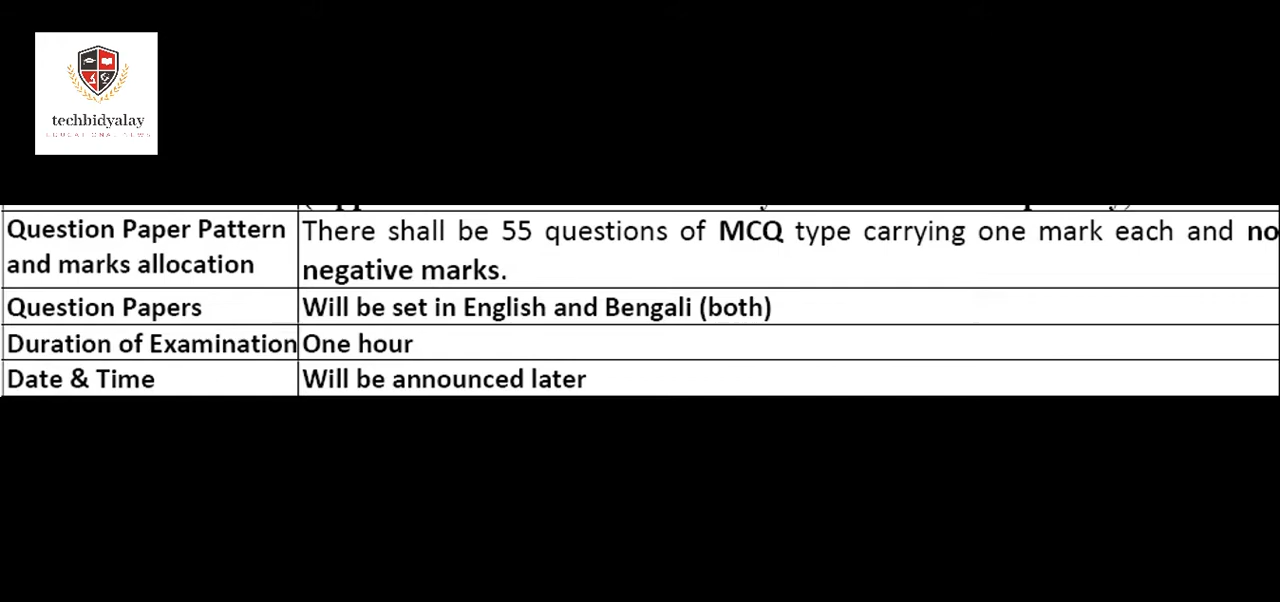 techbidyalay
EDUCATIONAL NEWS
Question Paper Pattern
and marks allocation
There shall be 55 questions of MCQ type carrying one mark each and no
negative marks.
Question Papers
Will be set in English and Bengali (both)
Duration of Examination
One hour
Date & Time
Will be announced later